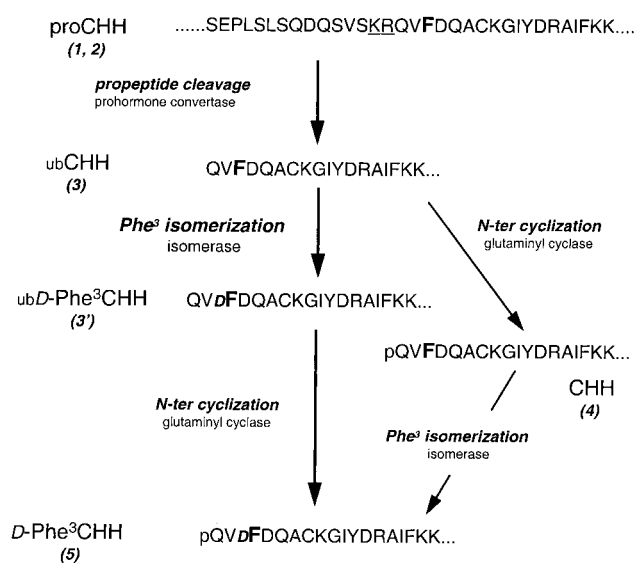 proCHH
(1, 2)
......SEPLSLSQDQSVSKRQVFDQACKGIYDRAIFKK....
propeptide cleavage
prohormone convertase
ubCHH
(3)
QVFDQACKGIYDRAIFKK...
Phe³ isomerization
isomerase
N-ter cyclization
glutaminyl cyclase
ubD-Phe³CHH
(3')
QVDFDQACKGIYDRAIFKK...
pQVFDQACKGIYDRAIFKK...
CHH
(4)
N-ter cyclization
glutaminyl cyclase
Phe³ isomerization
isomerase
D-Phe³CHH
(5)
pQVDFDQACKGIYDRAIFKK...